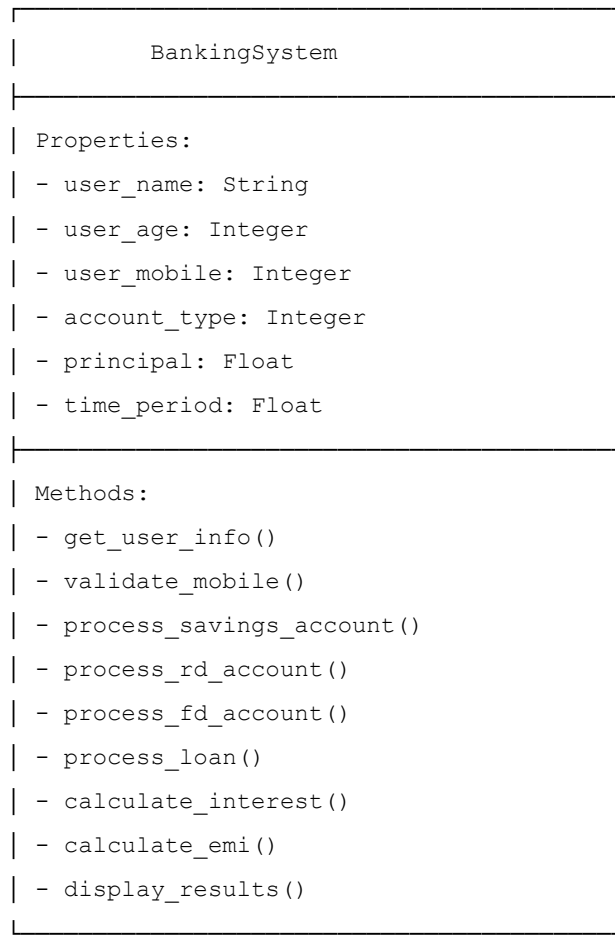 BankingSystem
Properties:
- user_name: String
- user_age: Integer
- user_mobile: Integer
- account_type: Integer
- principal: Float
- time_period: Float
Methods:
- get_user_info()
- validate_mobile()
- process_savings_account()
- process_rd_account()
- process_fd_account()
- process_loan()
- calculate_interest()
- calculate_emi()
- display_results()